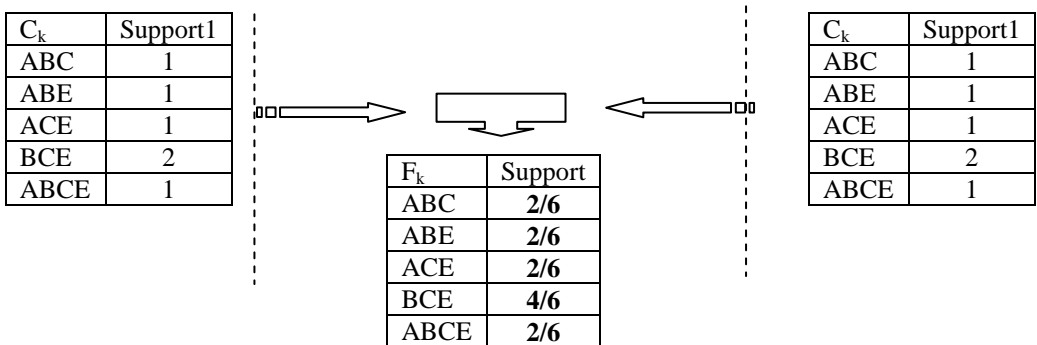 Ck Support1
ABC 1
ABE 1
ACE 1
BCE 2
ABCE 1
Fk Support
ABC 2/6
ABE 2/6
ACE 2/6
BCE 4/6
ABCE 2/6
Ck Support1
ABC 1
ABE 1
ACE 1
BCE 2
ABCE 1